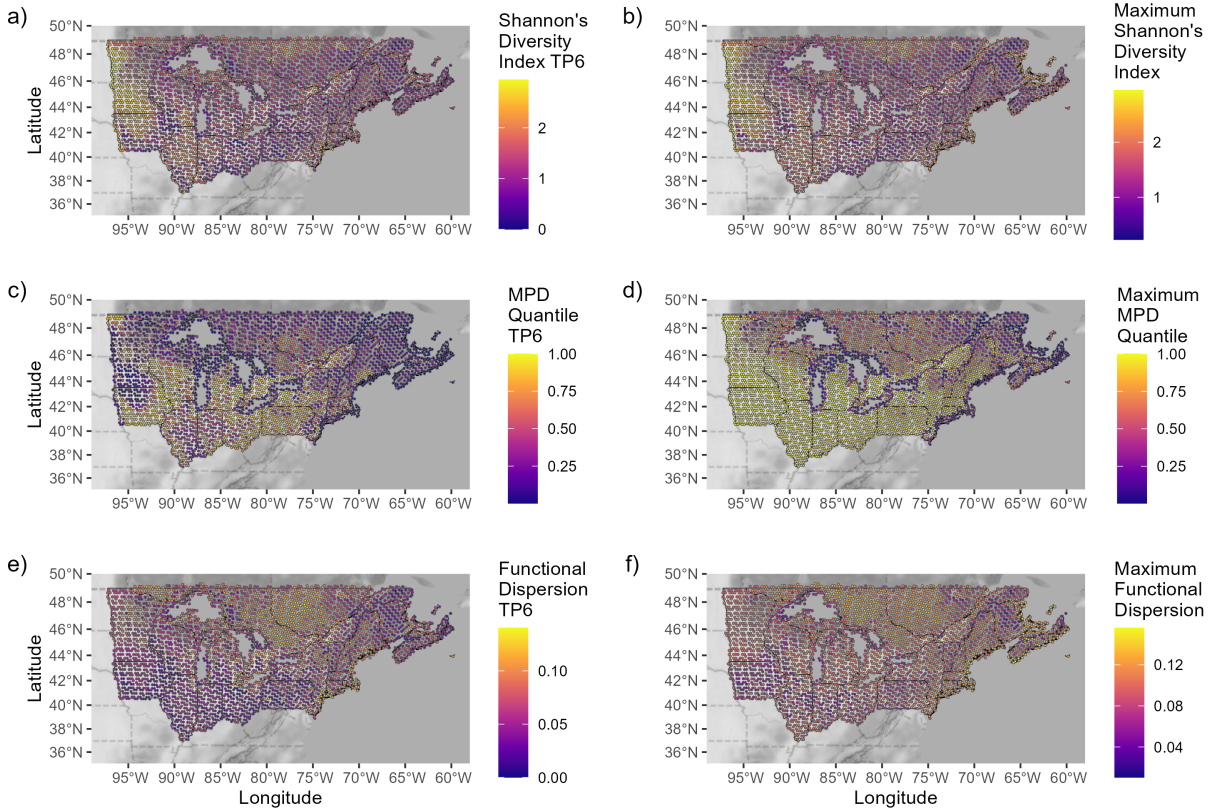 a)
Shannon's
Diversity
Index TP6
2
1
0
50°N
48°N
46°N
44°N
42°N
40°N
38°N
36°N
Latitude
95°W 90°W 85°W 80°W 75°W 70°W 65°W 60°W
b)
Maximum
Shannon's
Diversity
Index
2
1
50°N
48°N
46°N
44°N
42°N
40°N
38°N
36°N
95°W 90°W 85°W 80°W 75°W 70°W 65°W 60°W
c)
MPD
Quantile
TP6
1.00
0.75
0.50
0.25
50°N
48°N
46°N
44°N
42°N
40°N
38°N
36°N
Latitude
95°W 90°W 85°W 80°W 75°W 70°W 65°W 60°W
d)
Maximum
MPD
Quantile
1.00
0.75
0.50
0.25
50°N
48°N
46°N
44°N
42°N
40°N
38°N
36°N
95°W 90°W 85°W 80°W 75°W 70°W 65°W 60°W
e)
Functional
Dispersion
TP6
0.10
0.05
0.00
50°N
48°N
46°N
44°N
42°N
40°N
38°N
36°N
Latitude
95°W 90°W 85°W 80°W 75°W 70°W 65°W 60°W
Longitude
f)
Maximum
Functional
Dispersion
0.12
0.08
0.04
50°N
48°N
46°N
44°N
42°N
40°N
38°N
36°N
95°W 90°W 85°W 80°W 75°W 70°W 65°W 60°W
Longitude